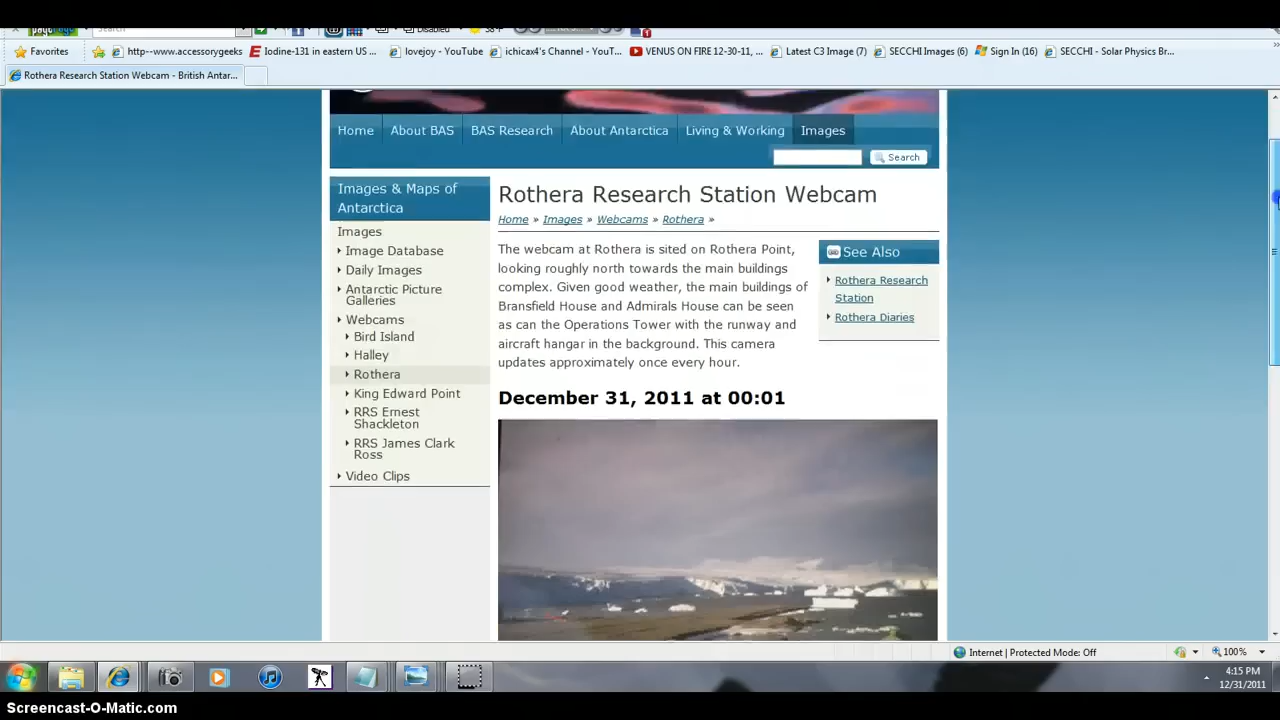 Search
Disabled
Favorites
http--www.accessorygeeks
Iodine-131 in eastern US ...
lovejoy - YouTube
ichicax4's Channel - YouT...
VENUS ON FIRE 12-30-11, ...
Latest C3 Image (7)
SECCHI Images (6)
Sign In (16)
SECCHI - Solar Physics Br...
Rothera Research Station Webcam - British Antar...
Home
About BAS
BAS Research
About Antarctica
Living & Working
Images
Search
Images & Maps of
Antarctica
Images
Image Database
Daily Images
Antarctic Picture
Galleries
Webcams
Bird Island
Halley
Rothera
King Edward Point
RRS Ernest
Shackleton
RRS James Clark
Ross
Video Clips
Rothera Research Station Webcam
Home » Images » Webcams » Rothera »
The webcam at Rothera is sited on Rothera Point,
looking roughly north towards the main buildings
complex. Given good weather, the main buildings of
Bransfield House and Admirals House can be seen
as can the Operations Tower with the runway and
aircraft hangar in the background. This camera
updates approximately once every hour.
See Also
Rothera Research
Station
Rothera Diaries
December 31, 2011 at 00:01
Internet | Protected Mode: Off
100%
4:15 PM
12/31/2011
Screencast-O-Matic.com